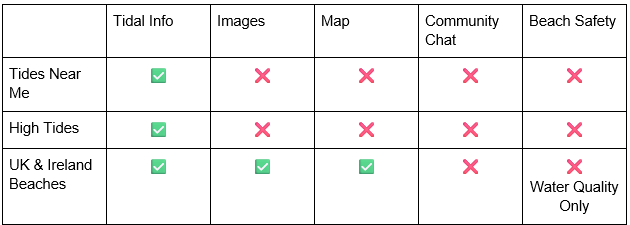 Tidal Info Images Map Community Chat Beach Safety
Tides Near Me ✅ ❌ ❌ ❌ ❌
High Tides ✅ ❌ ❌ ❌ ❌
UK & Ireland Beaches ✅ ✅ ✅ ❌ ❌ Water Quality Only